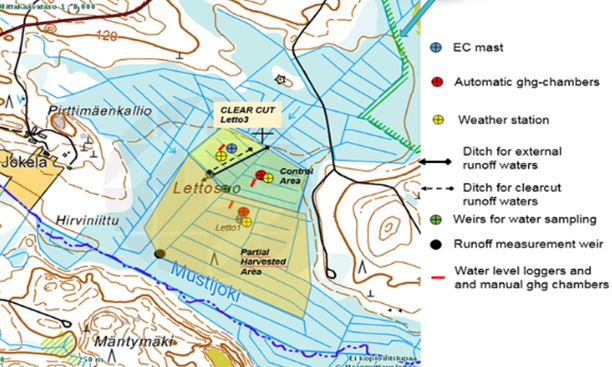 Mittakaavataso 1: 8,000
120
Pirttimäenkallio
Jokela
CLEAR CUT
Letto3
Lettosuo
Control
Area
Hirviniittu
Letto1
Partial
Harvested
Area
Mustijoki
Mäntymäki
250 m
Ei kopiointilupaa
EC mast
Automatic ghg-chambers
Weather station
Ditch for external
runoff waters
Ditch for clearcut
runoff waters
Weirs for water sampling
Runoff measurement weir
Water level loggers and
and manual ghg chambers